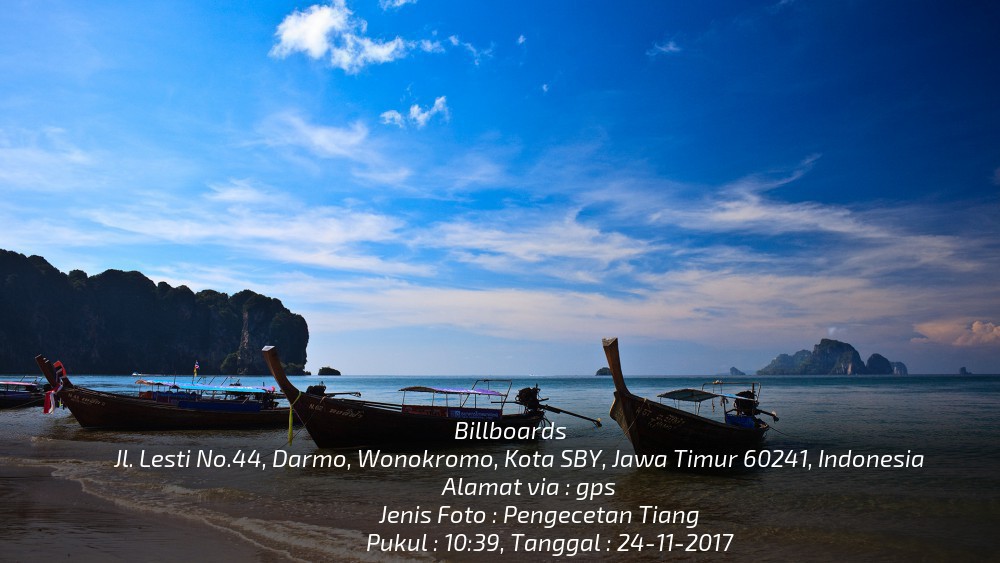 Billboards
Jl. Lesti No.44, Darmo, Wonokromo, Kota SBY, Jawa Timur 60241, Indonesia
Alamat via : gps
Jenis Foto : Pengecetan Tiang
Pukul : 10:39, Tanggal : 24-11-2017